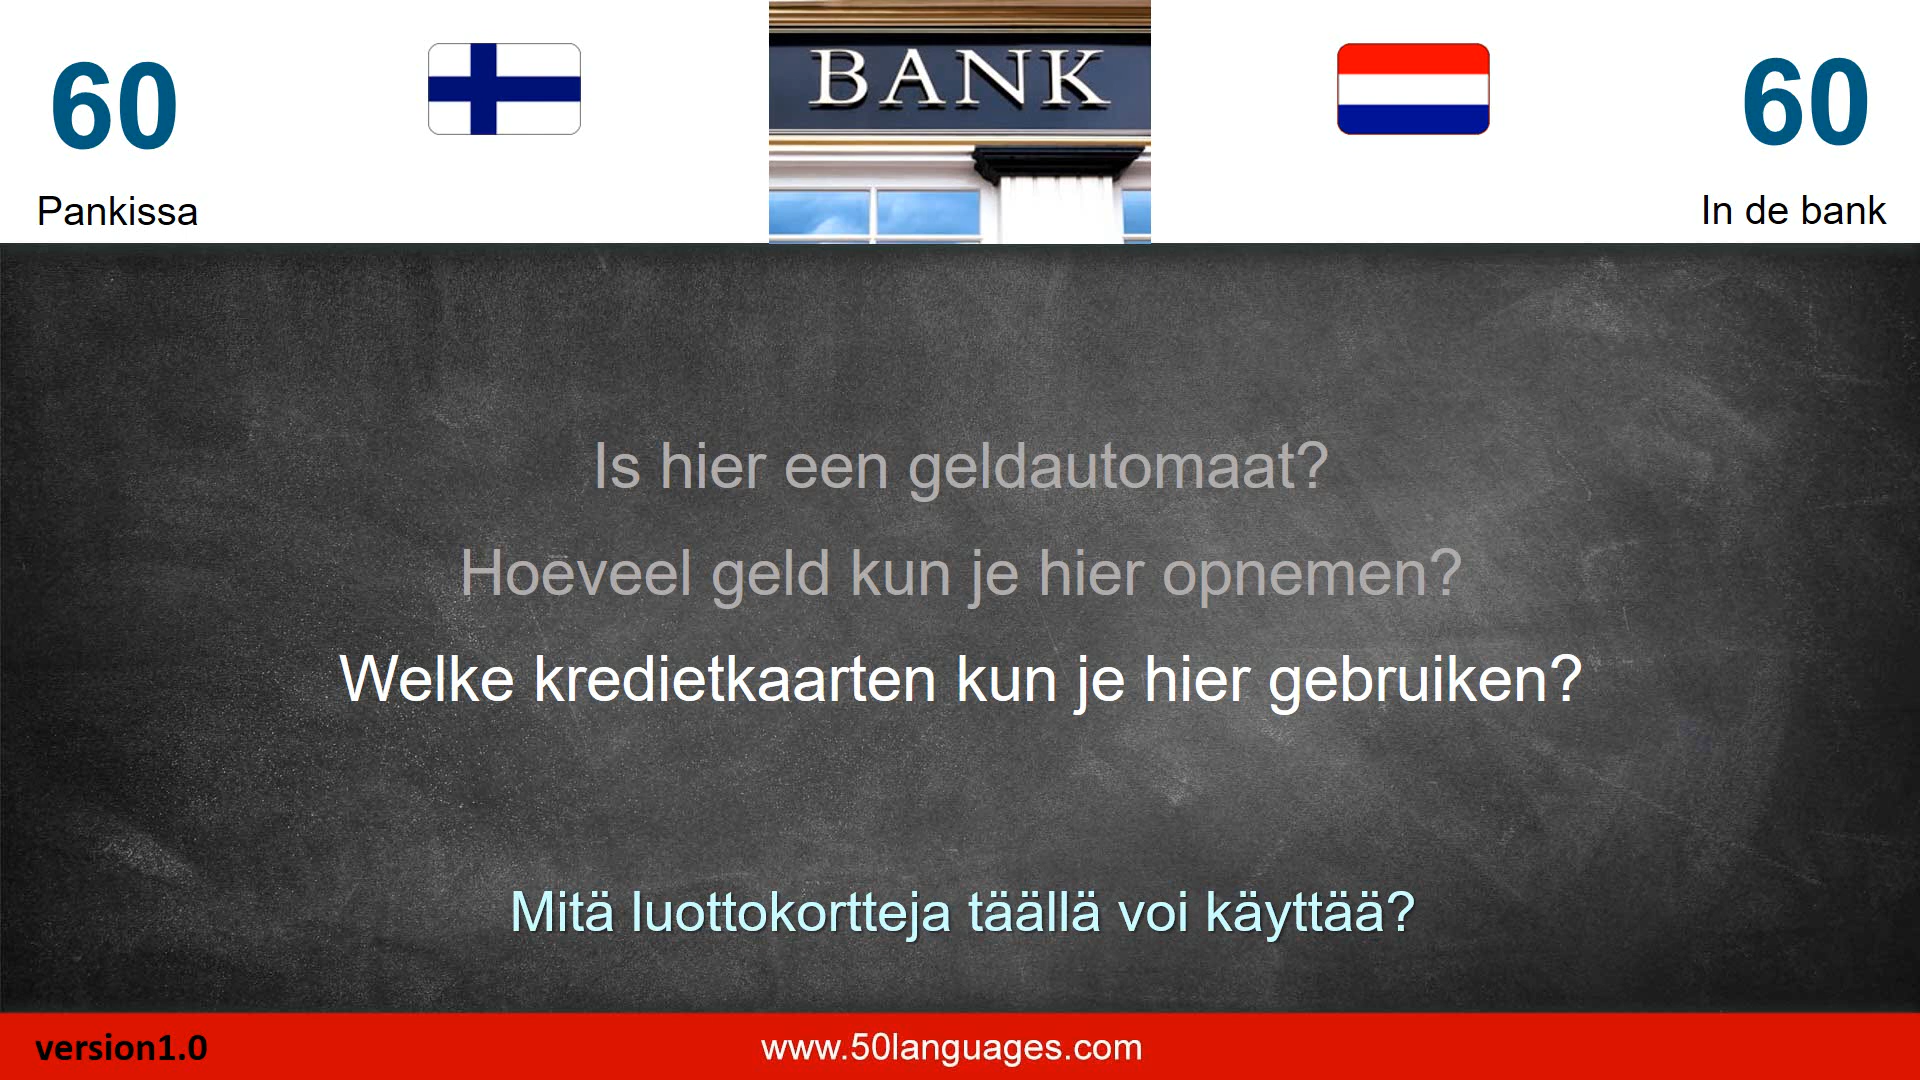 60
BANK
60
Pankissa
In de bank
Is hier een geldautomaat?
Hoeveel geld kun je hier opnemen?
Welke kredietkaarten kun je hier gebruiken?
Mitä luottokortteja täällä voi käyttää?
version1.0
www.50languages.com